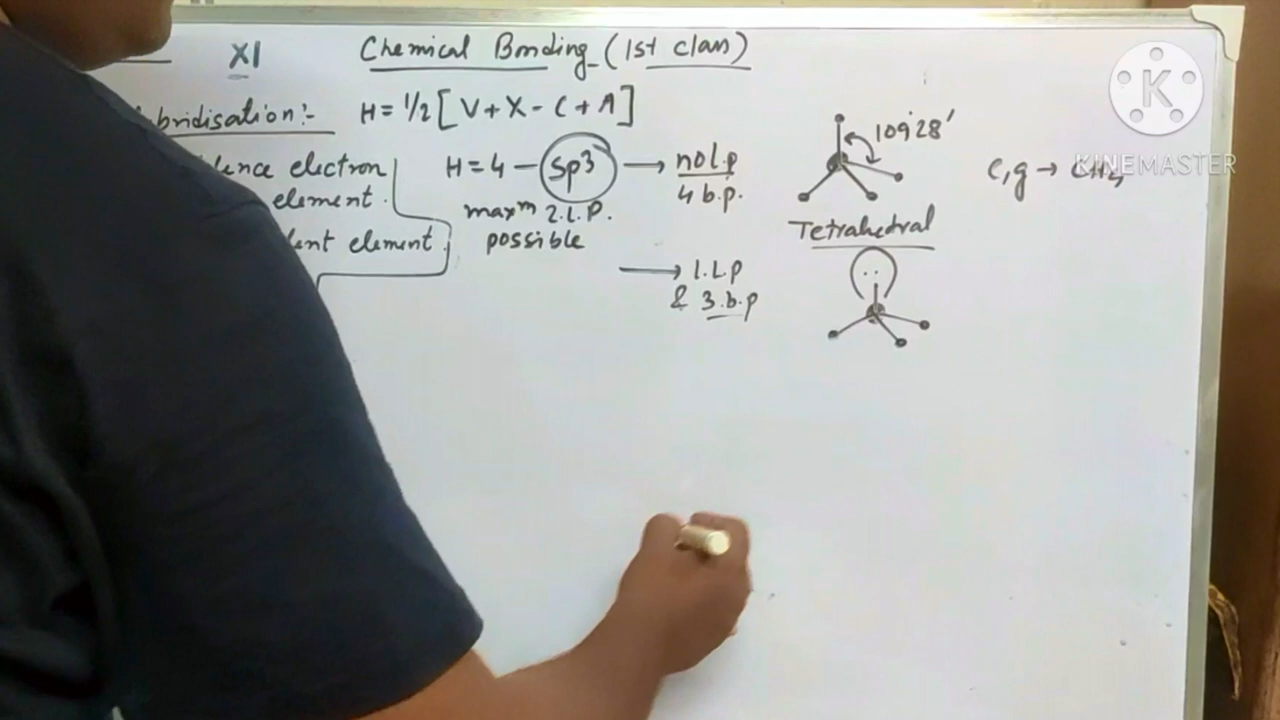 XI Chemical Bonding (1st Class)
bridisation:- H = 1/2 [V+X-C+A]
lence electron
element.
lent element.
H = 4 - sp3 → no l.p
4 b.p.
maxm 2.L.P.
possible
→ 1.L.p
& 3.b.p
109°28'
Tetrahedral
e,g → CH4
K
KINEMASTER